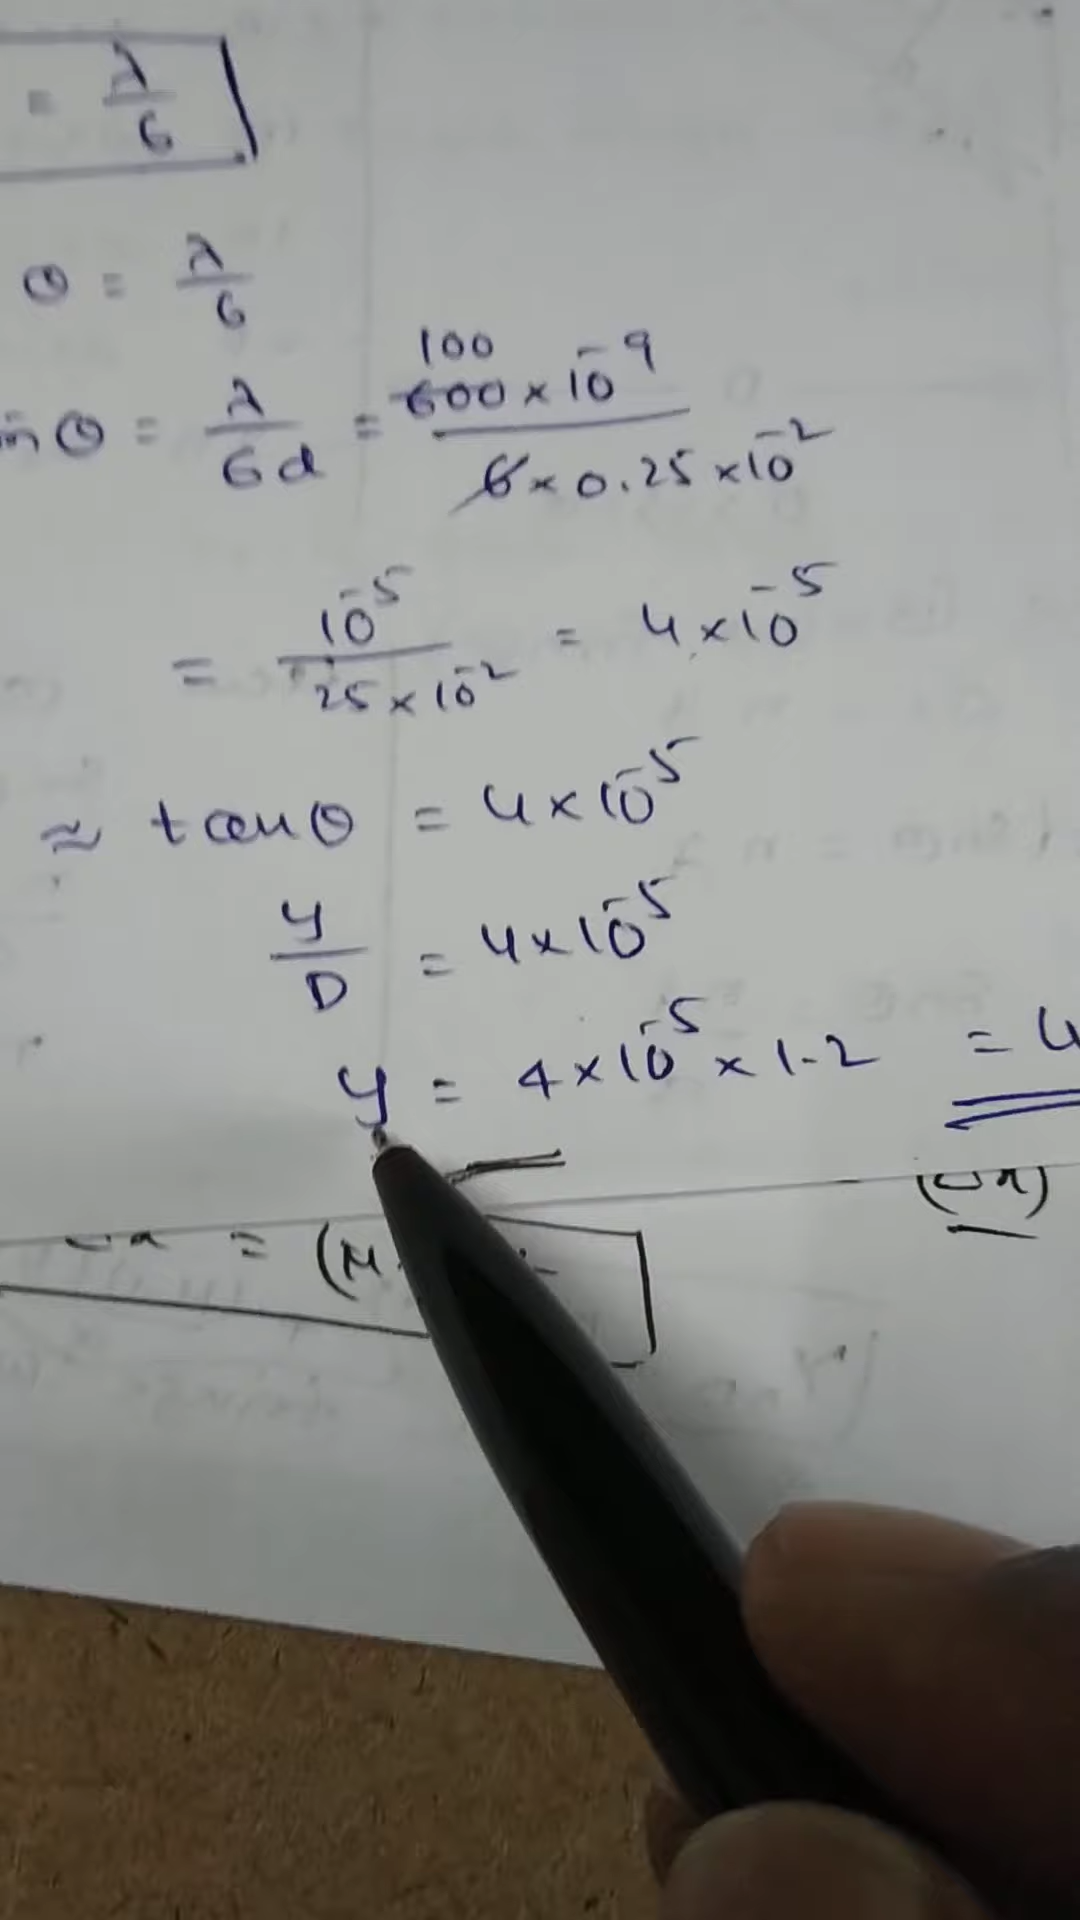 = λ/6
θ = λ/6
θ = λ/6d = 600 100 × 10^-9 / 6 × 0.25 × 10^-2
= 10^-5 / 25 × 10^-2 = 4 × 10^-5
≈ tan θ = 4 × 10^-5
y/D = 4 × 10^-5
y = 4 × 10^-5 × 1.2 = 4
= (μ